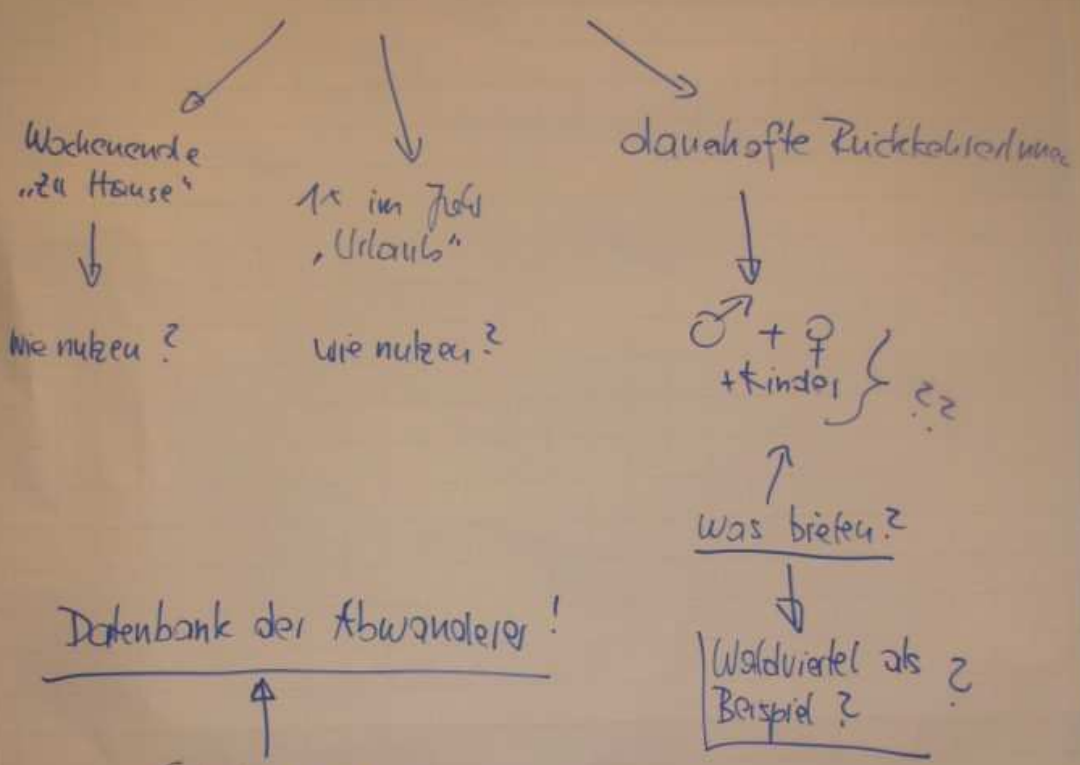 Wochenende
„zu Hause“
wie nutzen?
1x im Jahr
„Urlaub“
wie nutzen?
dauerhafte
♂ + ♀
+ Kinder
??
was bieten?
Waldviertel als
Beispiel?
?
Datenbank der Abwanderer!